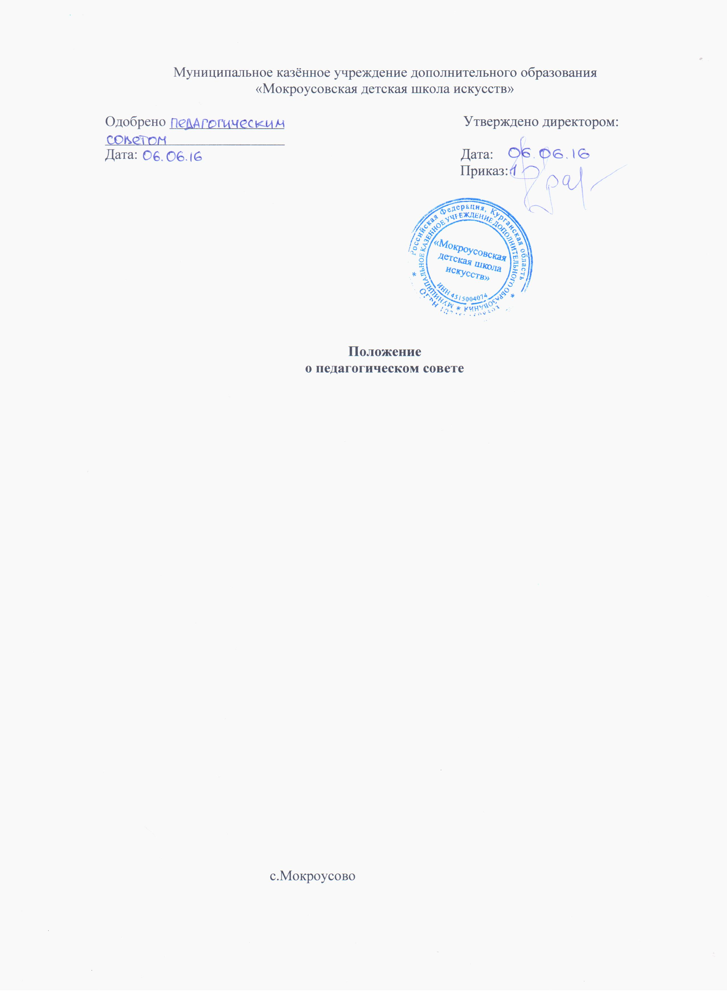 Муниципальное казённое учреждение дополнительного образования
«Мокроусовская детская школа искусств»
Одобрено педагогическим
советом
Дата: 06.06.16
Утверждено директором:
Дата: 06.06.16
Приказ: 1
Российская Федерация, Курганская область
* МУНИЦИПАЛЬНОЕ КАЗЕННОЕ УЧРЕЖДЕНИЕ ДОПОЛНИТЕЛЬНОГО ОБРАЗОВАНИЯ
«Мокроусовская
детская школа
искусств»
ИНН 4515004074
ОГРН
Положение
о педагогическом совете
с.Мокроусово